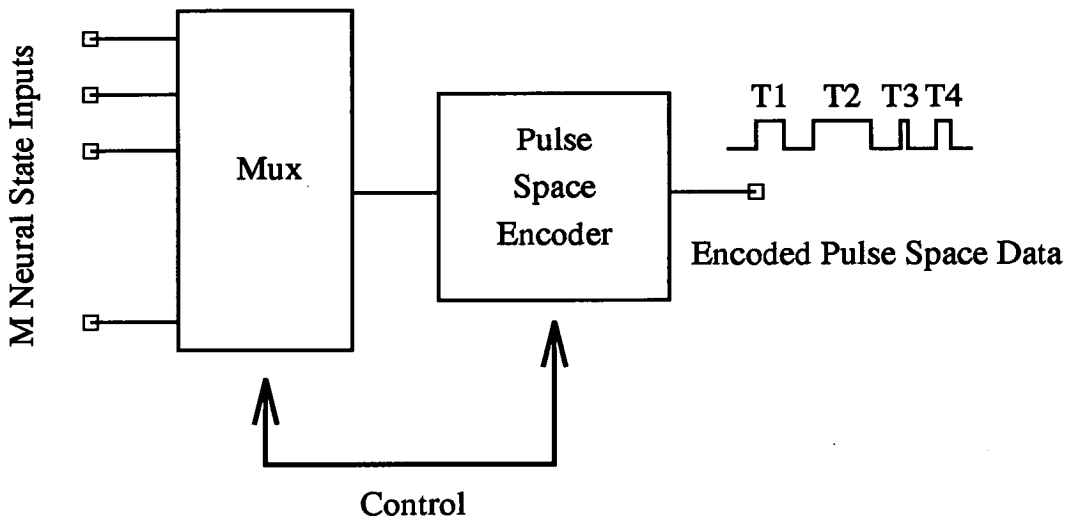 M Neural State Inputs
Mux
Pulse
Space
Encoder
T1 T2 T3 T4
Encoded Pulse Space Data
Control